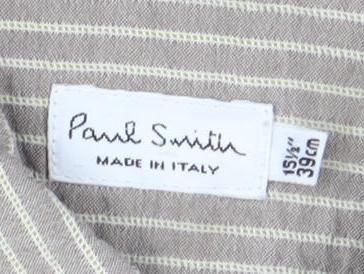 Paul Smith
MADE IN ITALY
15½"
39cm